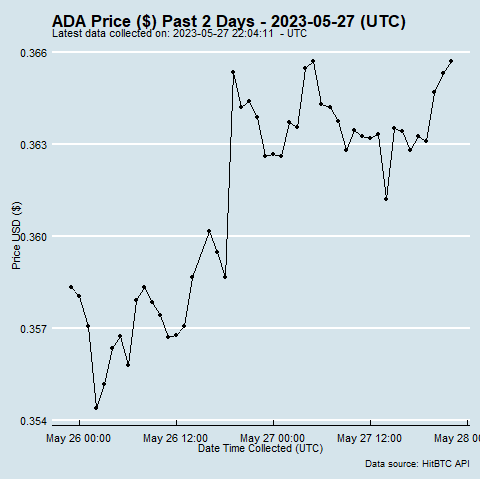 ADA Price ($) Past 2 Days - 2023-05-27 (UTC)
Latest data collected on: 2023-05-27 22:04:11  - UTC
0.366
0.363
0.360
0.357
0.354
Price USD ($)
May 26 00:00 May 26 12:00 May 27 00:00 May 27 12:00 May 28 00
Date Time Collected (UTC)
Data source: HitBTC API